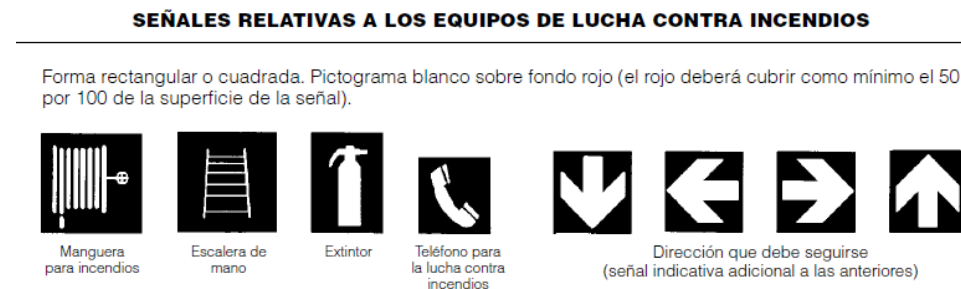 SEÑALES RELATIVAS A LOS EQUIPOS DE LUCHA CONTRA INCENDIOS
Forma rectangular o cuadrada. Pictograma blanco sobre fondo rojo (el rojo deberá cubrir como mínimo el 50
por 100 de la superficie de la señal).
Manguera
para incendios
Escalera de
mano
Extintor
Teléfono para
la lucha contra
incendios
Dirección que debe seguirse
(señal indicativa adicional a las anteriores)